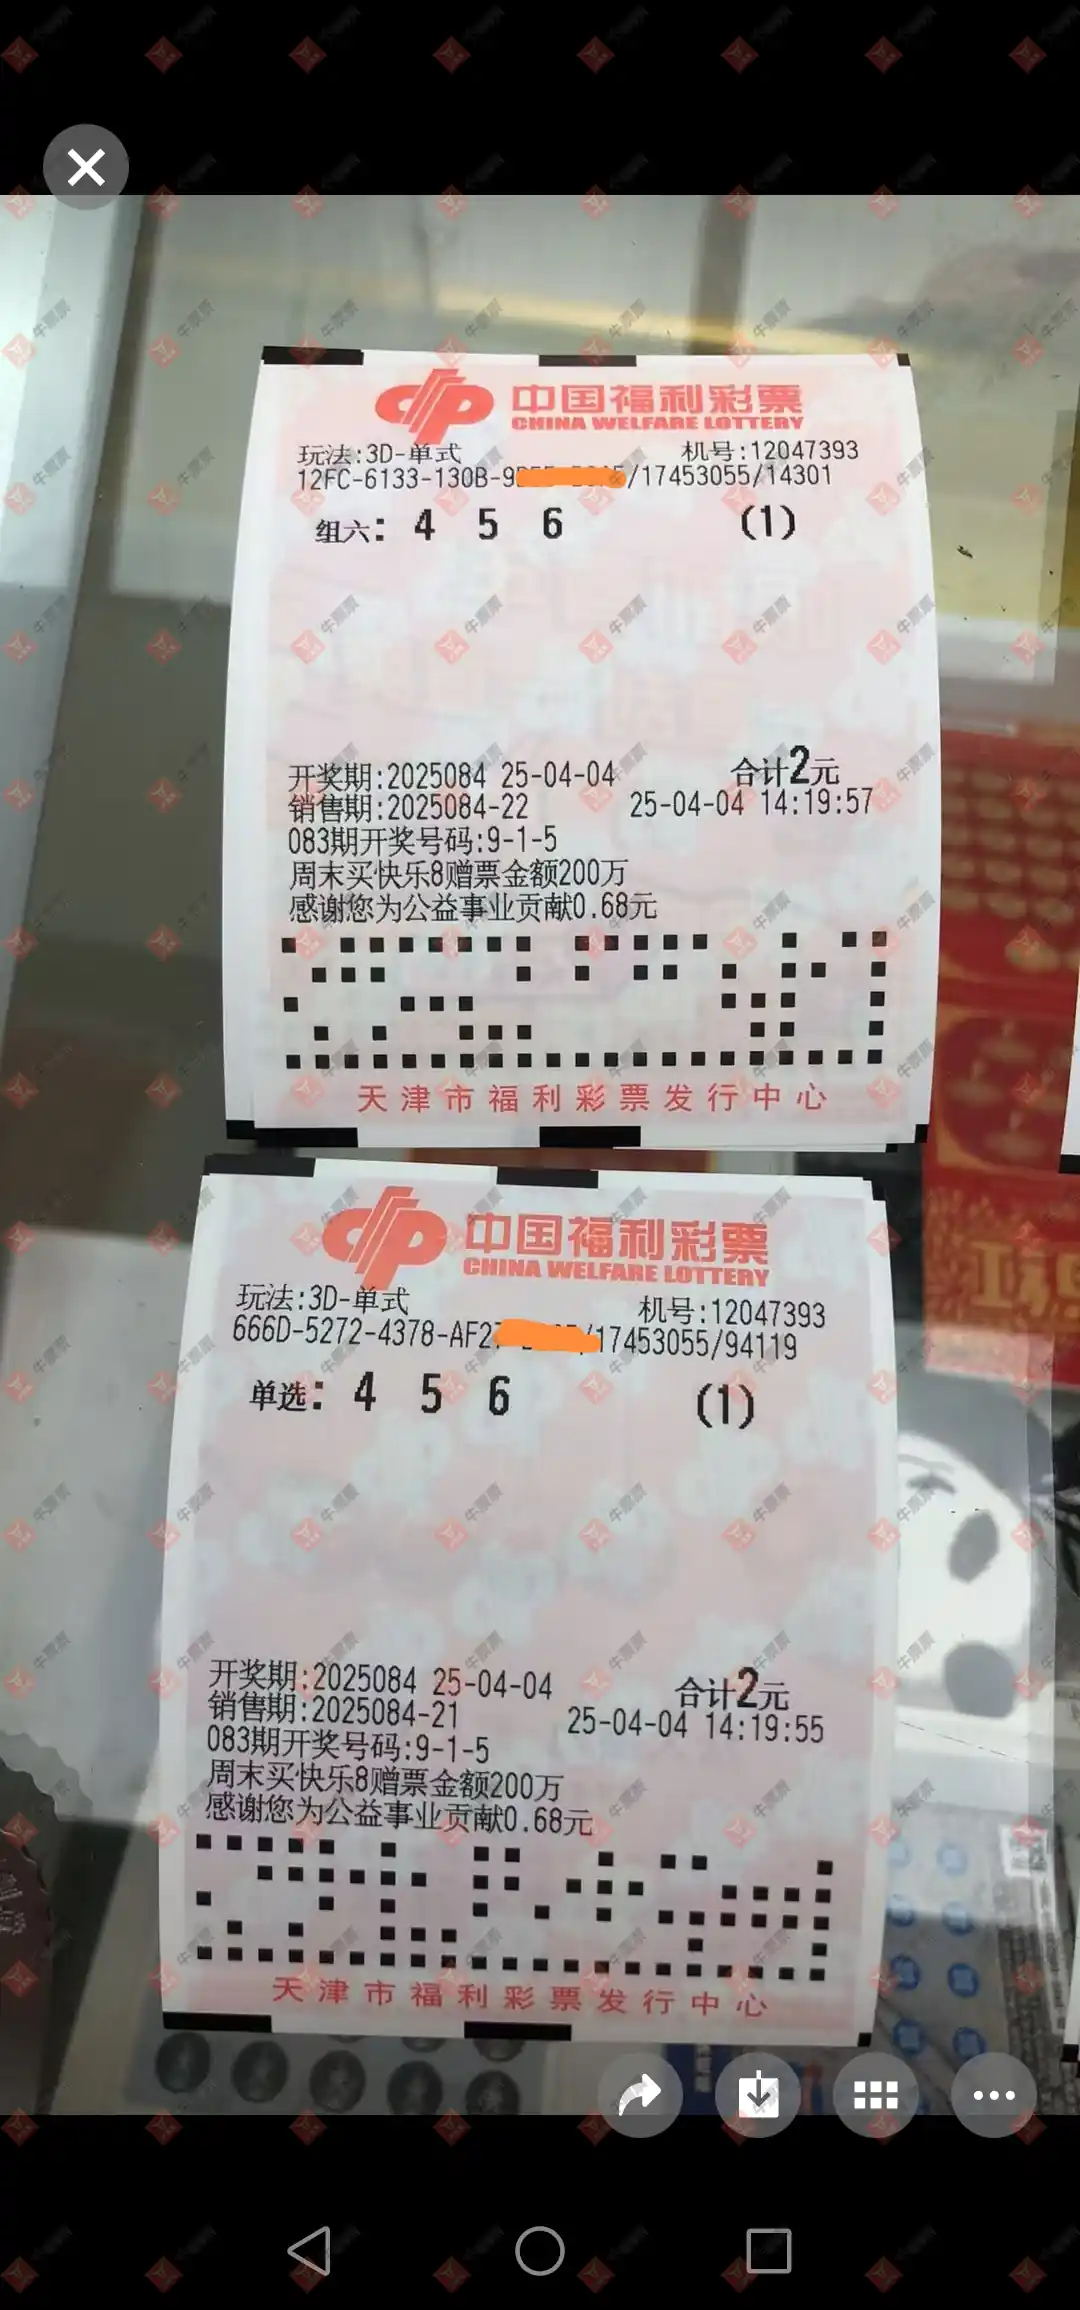 中国福利彩票
CHINA WELFARE LOTTERY
玩法:3D-单式 机号:12047393
12FC-6133-130B-9 /17453055/14301
组六: 4 5 6 (1)
开奖期:2025084 25-04-04 合计2元
销售期:2025084-22 25-04-04 14:19:57
083期开奖号码:9-1-5
周末买快乐8赠票金额200万
感谢您为公益事业贡献0.68元
天津市福利彩票发行中心
中国福利彩票
CHINA WELFARE LOTTERY
玩法:3D-单式 机号:12047393
666D-5272-4378-AF2 /17453055/94119
单选: 4 5 6 (1)
开奖期:2025084 25-04-04 合计2元
销售期:2025084-21 25-04-04 14:19:55
083期开奖号码:9-1-5
周末买快乐8赠票金额200万
感谢您为公益事业贡献0.68元
天津市福利彩票发行中心
牛票票